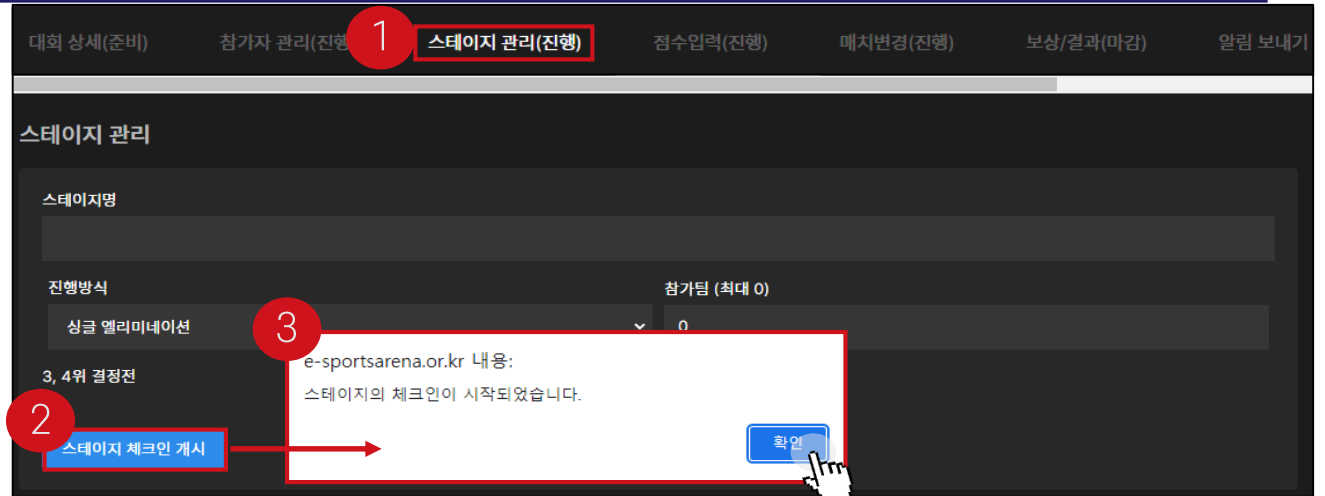 대회 상세(준비) 참가자 관리(진행 1 스테이지 관리(진행) 점수입력(진행) 매치변경(진행) 보상/결과(마감) 알림 보내기
스테이지 관리
스테이지명
진행방식 참가팀 (최대 0)
싱글 엘리미네이션 0
3
e-sportsarena.or.kr 내용:
스테이지의 체크인이 시작되었습니다.
3, 4위 결정전
2
스테이지 체크인 개시
확인